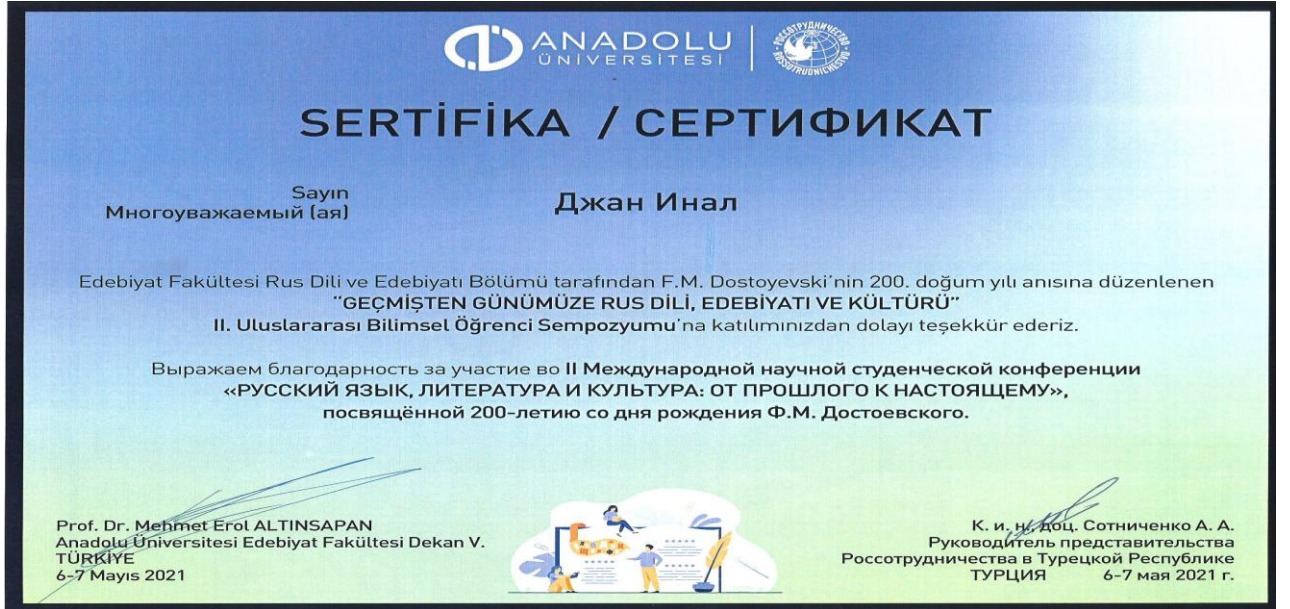 ANADOLU
ÜNİVERSİTESİ
РОССОТРУДНИЧЕСТВО
ROSSOTRUDNICHESTVO
SERTİFİKA / СЕРТИФИКАТ
Sayın
Многоуважаемый (ая)
Джан Инал
Edebiyat Fakültesi Rus Dili ve Edebiyatı Bölümü tarafından F.M. Dostoyevski'nin 200. doğum yılı anısına düzenlenen
"GEÇMİŞTEN GÜNÜMÜZE RUS DİLİ, EDEBİYATI VE KÜLTÜRÜ"
II. Uluslararası Bilimsel Öğrenci Sempozyumu'na katılımınızdan dolayı teşekkür ederiz.
Выражаем благодарность за участие во II Международной научной студенческой конференции
«РУССКИЙ ЯЗЫК, ЛИТЕРАТУРА И КУЛЬТУРА: ОТ ПРОШЛОГО К НАСТОЯЩЕМУ»,
посвящённой 200-летию со дня рождения Ф.М. Достоевского.
Prof. Dr. Mehmet Erol ALTINSAPAN
Anadolu Üniversitesi Edebiyat Fakültesi Dekan V.
TÜRKİYE
6-7 Mayıs 2021
К. и. н., доц. Сотниченко А. А.
Руководитель представительства
Россотрудничества в Турецкой Республике
ТУРЦИЯ 6-7 мая 2021 г.